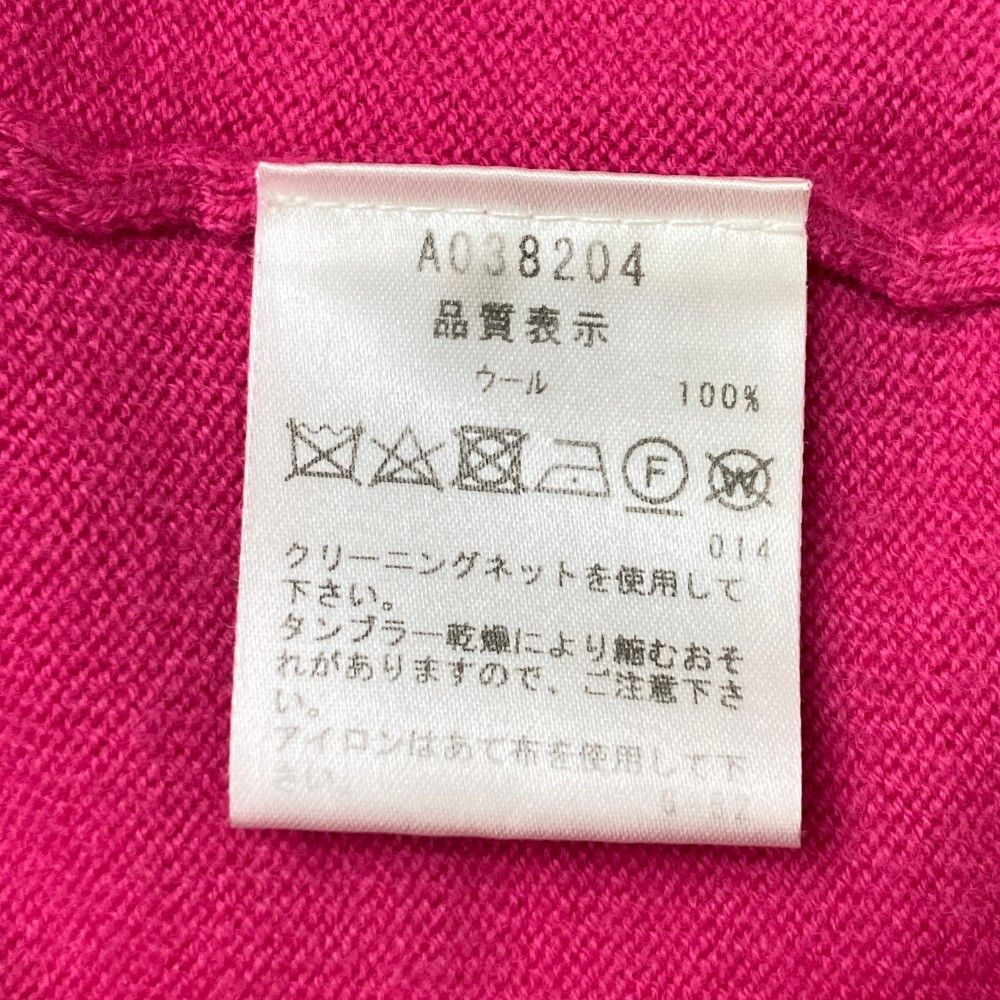 A038204
品質表示
ウール 100%
F W
014
クリーニングネットを使用して
下さい。
タンブラー乾燥により縮むおそ
れがありますので、ご注意下さ
い。
アイロンはあて布を使用して下
さい。